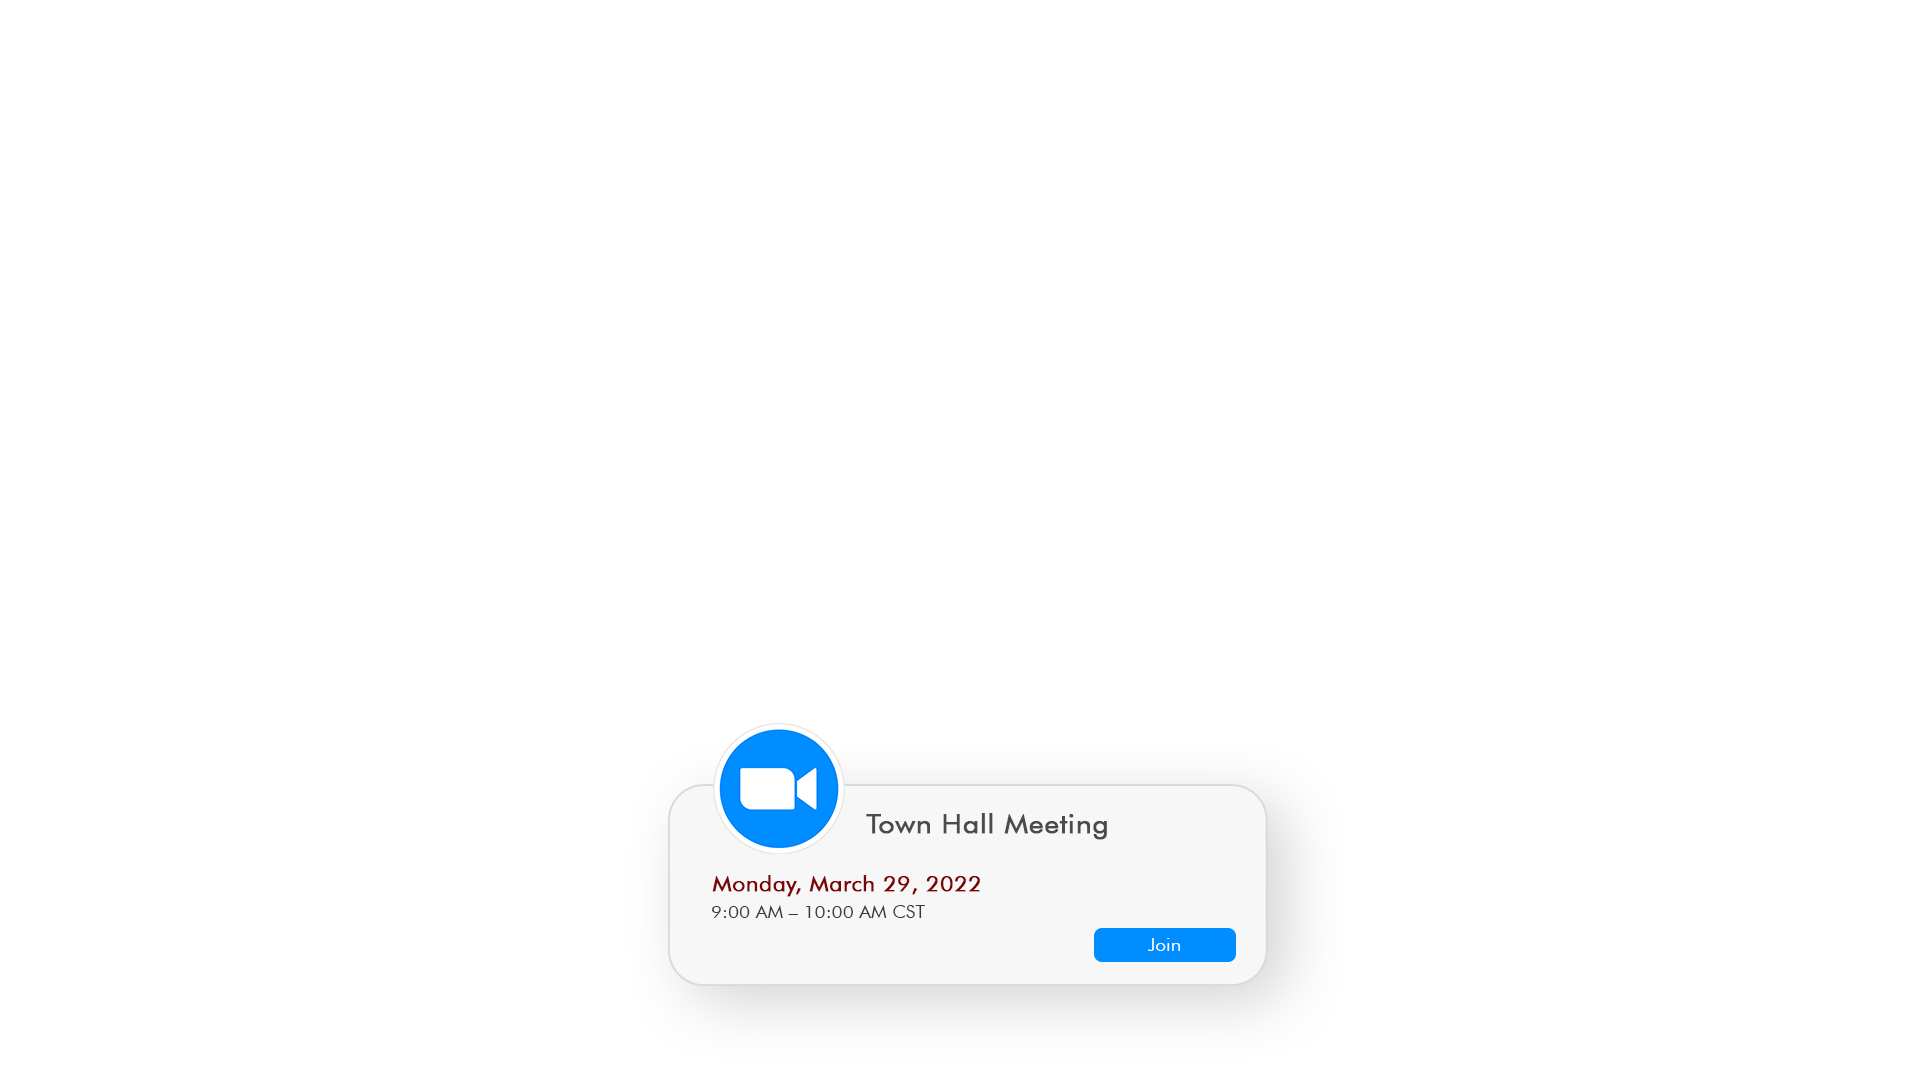 Town Hall Meeting
Monday, March 29, 2022
9:00 AM – 10:00 AM CST
Join